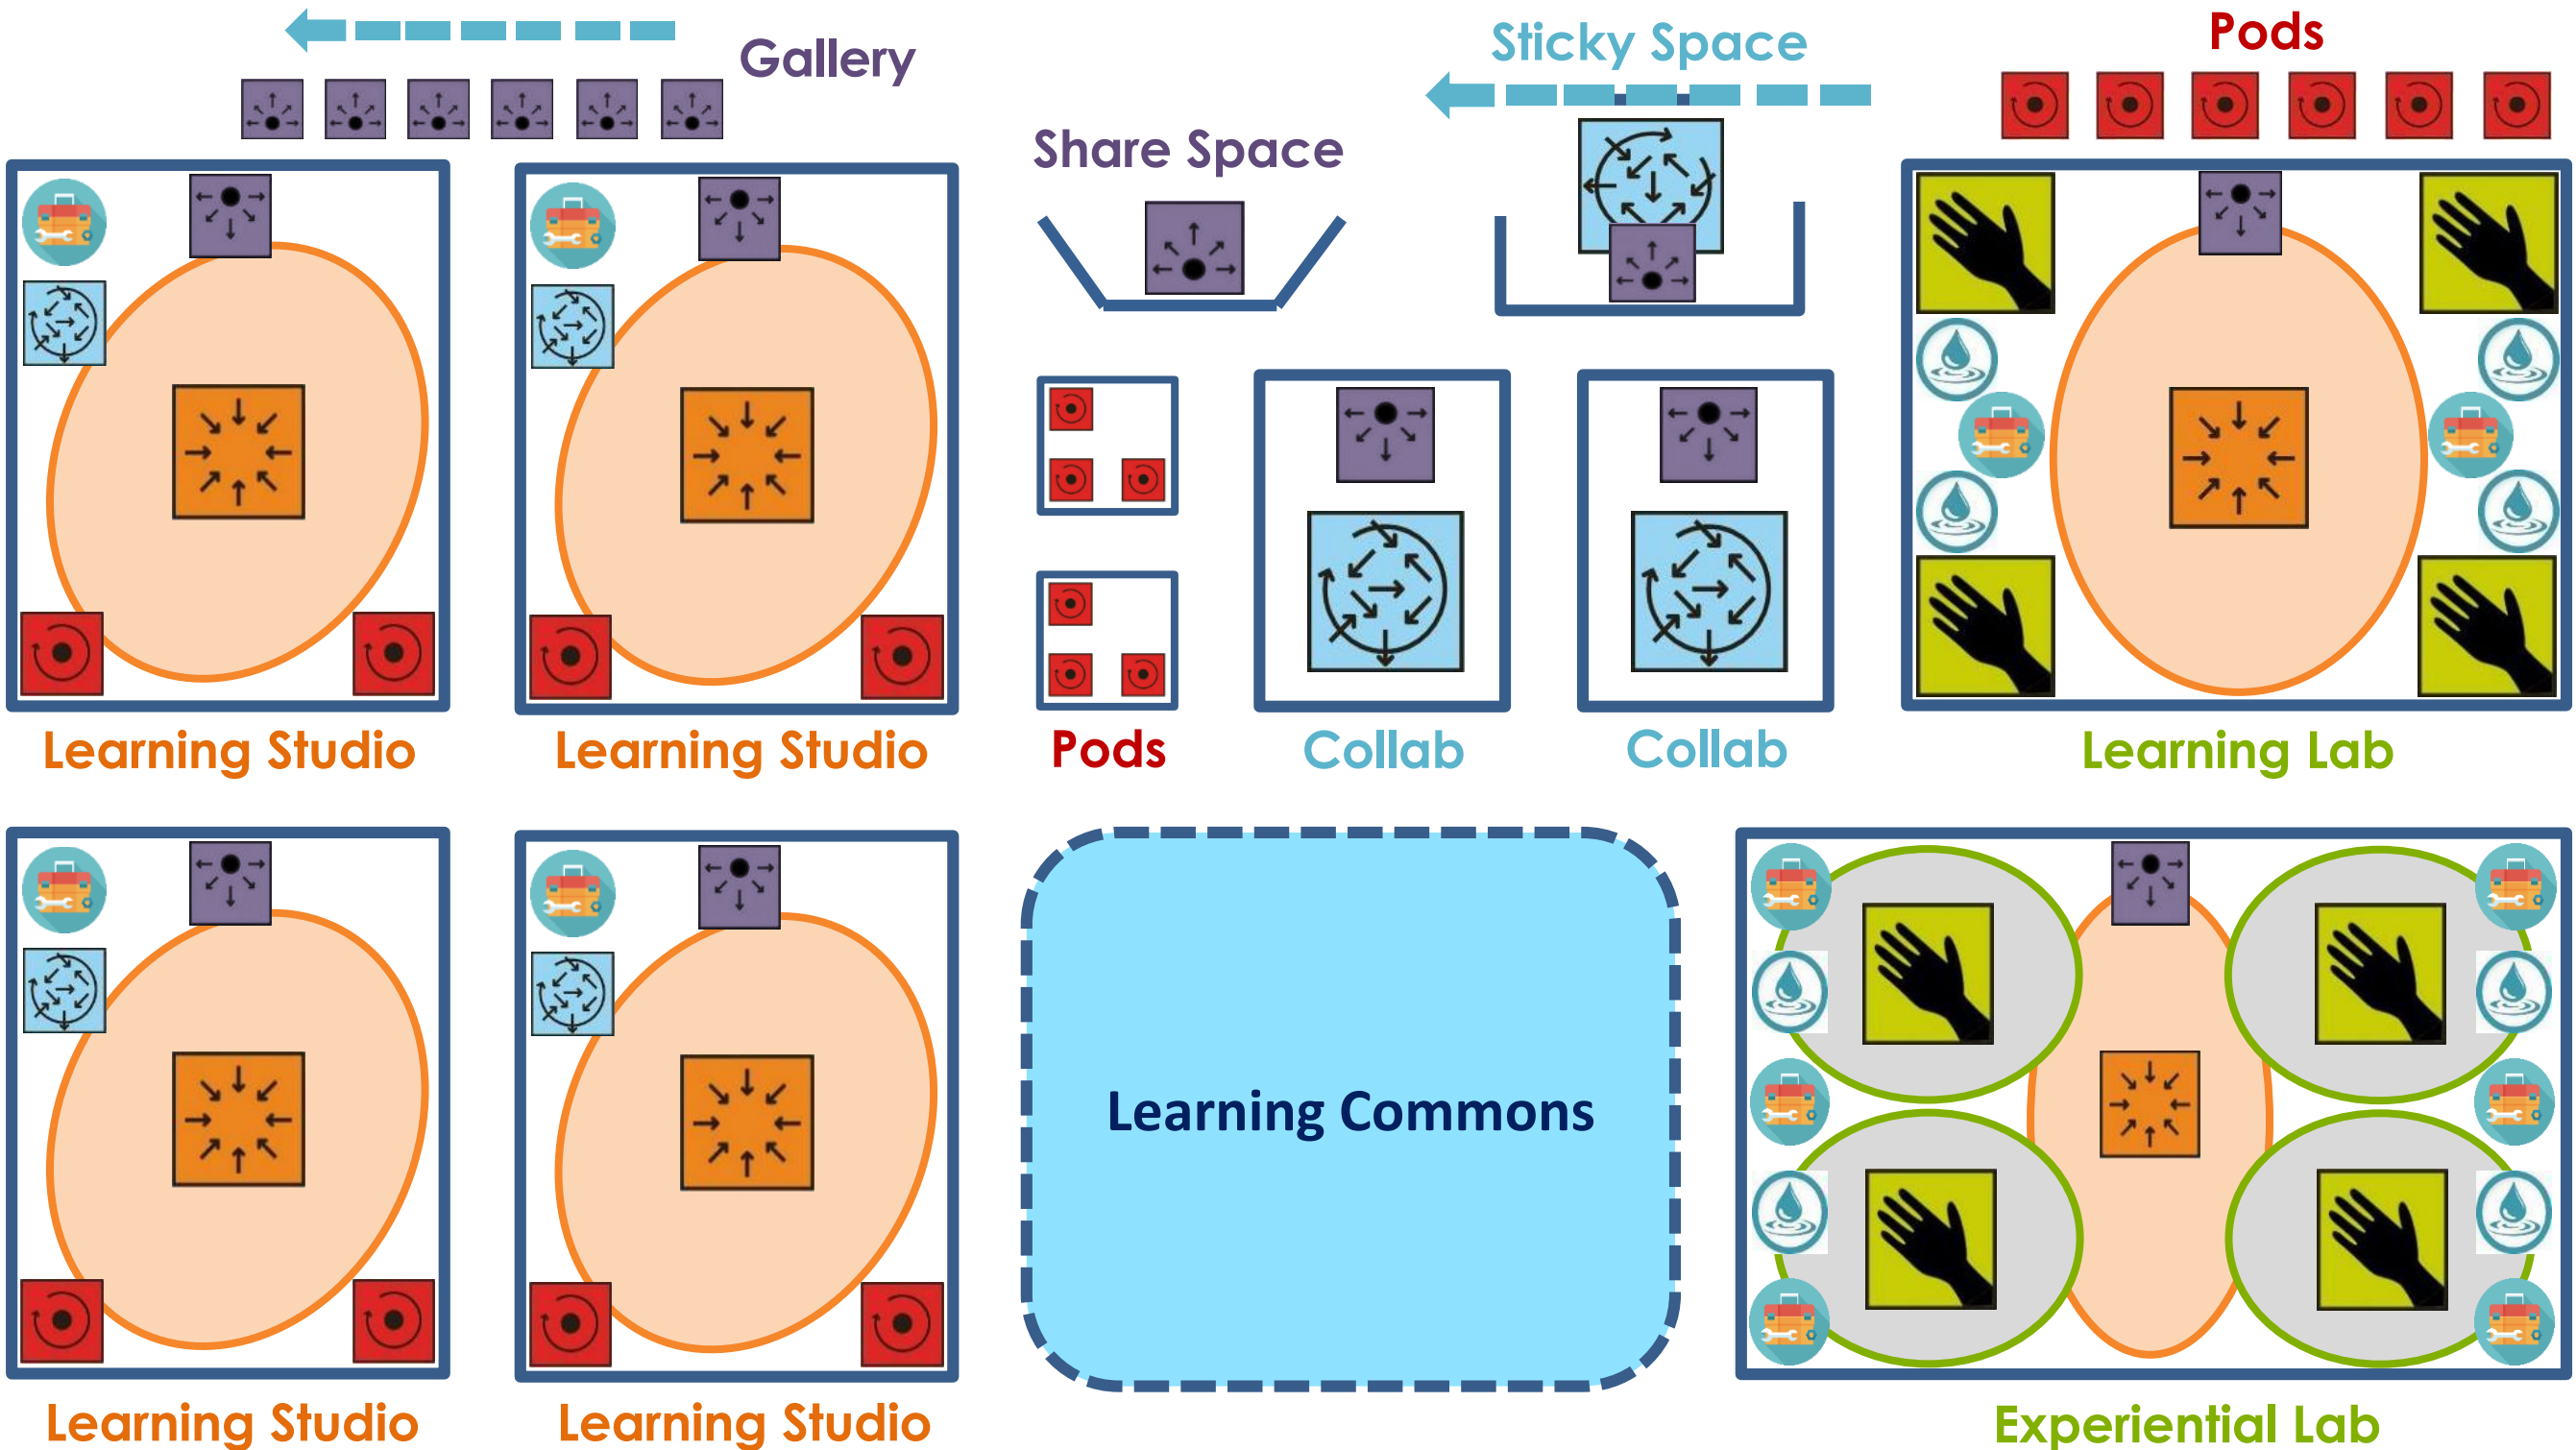 Gallery
Sticky Space
Pods
Share Space
Learning Studio
Learning Studio
Pods
Collab
Collab
Learning Lab
Learning Commons
Learning Studio
Learning Studio
Experiential Lab